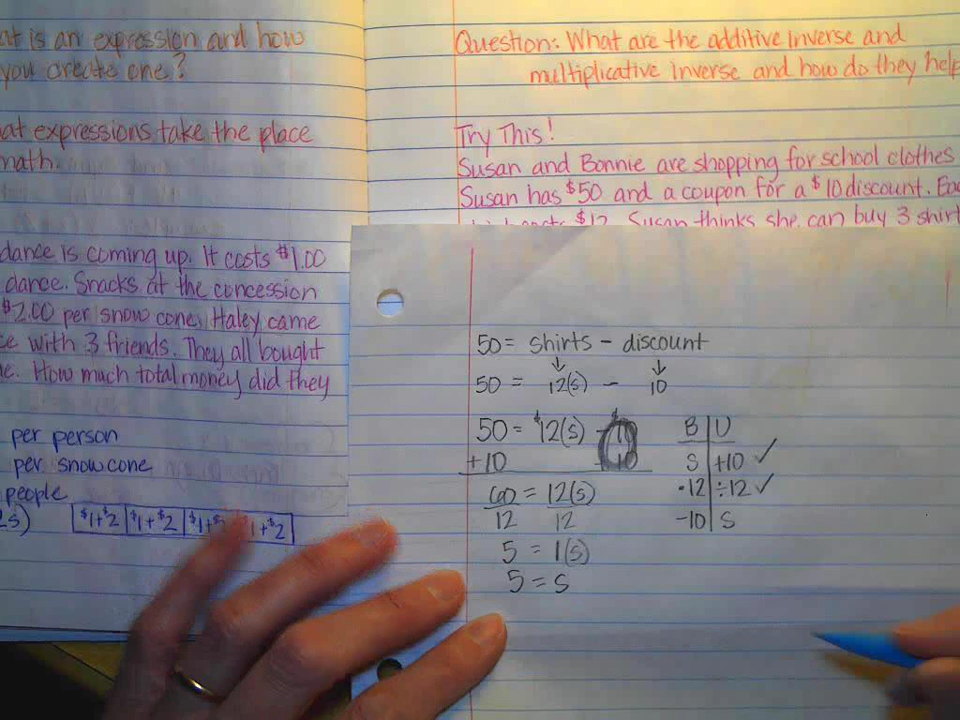 at is an expression and how
you create one?
at expressions take the place
math.
dance is coming up. It costs $1.00
dance. Snacks at the concession
$2.00 per snow cone. Haley came
with 3 friends. They all bought
How much total money did they
per person
per snowcone
people
$1+$2 $1+$2 $1+$2 $1+$2
Question: What are the additive inverse and
multiplicative inverse and how do they help
Try This!
Susan and Bonnie are shopping for school clothes
Susan has $50 and a coupon for a $10 discount.
$12. Susan thinks she can buy 3 shirt
50 = shirts - discount
↓ ↓
50 = 12(s) - 10
50 = $12(s)
+10
60 = 12(s)
12 12
5 = 1(s)
5 = s
B U
S +10 ✓
·12 ÷12 ✓
-10 S